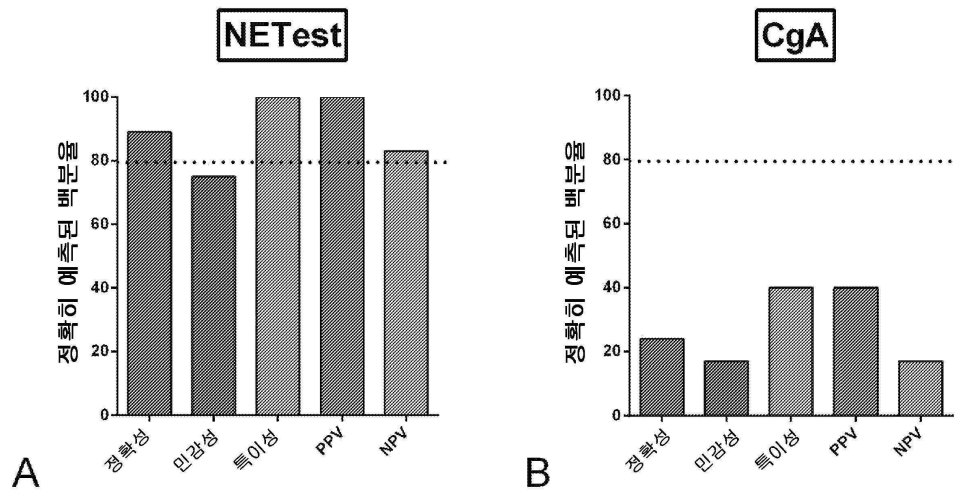 NETest
정확히 예측된 백분율
100
80
60
40
20
0
정확성
민감성
특이성
PPV
NPV
A
CgA
정확히 예측된 백분율
100
80
60
40
20
0
정확성
민감성
특이성
PPV
NPV
B